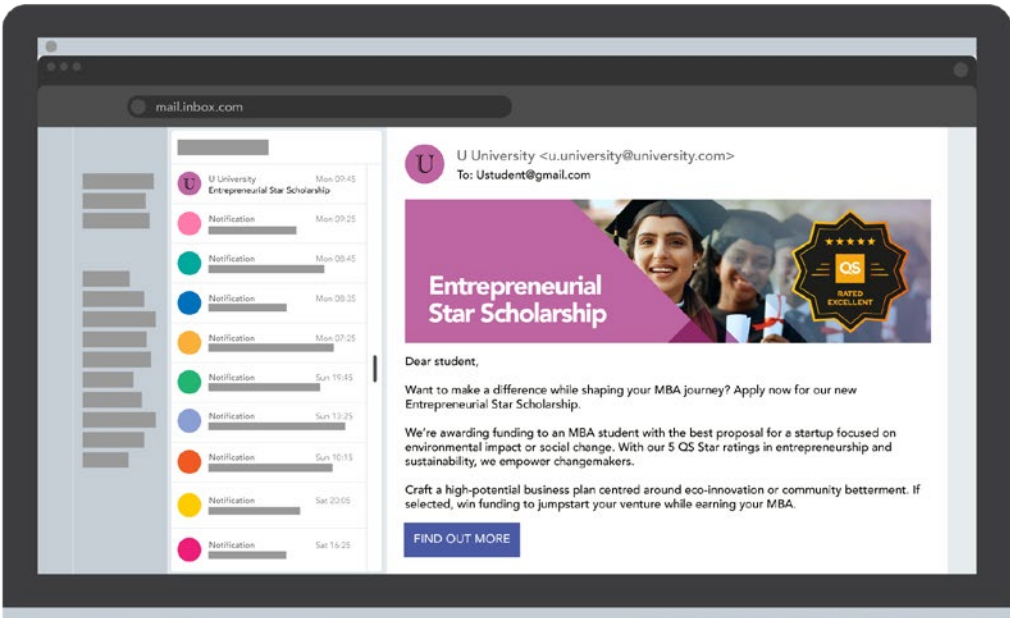 mail.inbox.com
U University Mon 09:45
Entrepreneurial Star Scholarship
Notification Mon 09:25
Notification Mon 08:45
Notification Mon 08:35
Notification Mon 07:25
Notification Sun 19:45
Notification Sun 13:25
Notification Sun 10:15
Notification Sat 20:05
Notification Sat 16:25
U
U
U University <u.university@university.com>
To: Ustudent@gmail.com
Entrepreneurial
Star Scholarship
QS
RATED
EXCELLENT
Dear student,
Want to make a difference while shaping your MBA journey? Apply now for our new
Entrepreneurial Star Scholarship.
We’re awarding funding to an MBA student with the best proposal for a startup focused on
environmental impact or social change. With our 5 QS Star ratings in entrepreneurship and
sustainability, we empower changemakers.
Craft a high-potential business plan centred around eco-innovation or community betterment. If
selected, win funding to jumpstart your venture while earning your MBA.
FIND OUT MORE